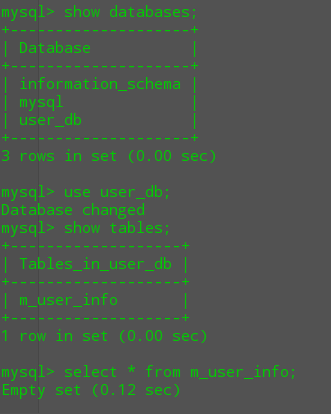 mysql> show databases;
+--------------------+
| Database           |
+--------------------+
| information_schema |
| mysql              |
| user_db            |
+--------------------+
3 rows in set (0.00 sec)

mysql> use user_db;
Database changed
mysql> show tables;
+-------------------+
| Tables_in_user_db |
+-------------------+
| m_user_info       |
+-------------------+
1 row in set (0.00 sec)

mysql> select * from m_user_info;
Empty set (0.12 sec)